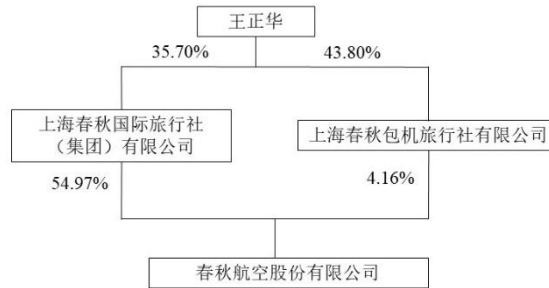 王正华
35.70%
43.80%
上海春秋国际旅行社
（集团）有限公司
上海春秋包机旅行社有限公司
54.97%
4.16%
春秋航空股份有限公司